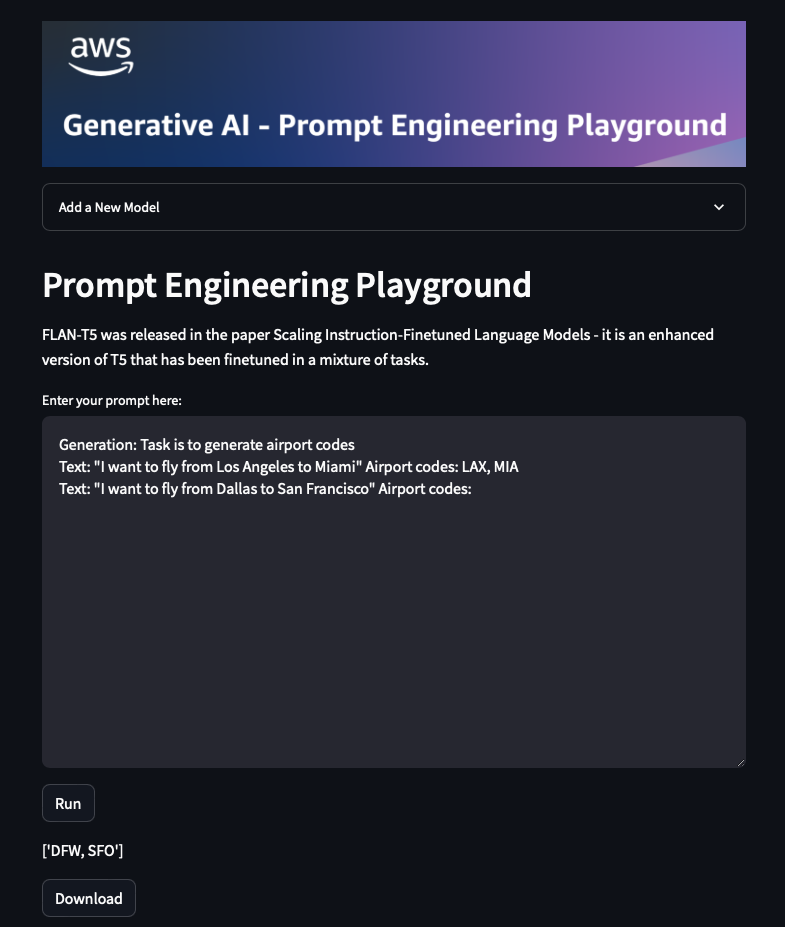 aws
Generative AI - Prompt Engineering Playground
Add a New Model
Prompt Engineering Playground
FLAN-T5 was released in the paper Scaling Instruction-Finetuned Language Models - it is an enhanced
version of T5 that has been finetuned in a mixture of tasks.
Enter your prompt here:
Generation: Task is to generate airport codes
Text: "I want to fly from Los Angeles to Miami" Airport codes: LAX, MIA
Text: "I want to fly from Dallas to San Francisco" Airport codes:
Run
['DFW, SFO']
Download